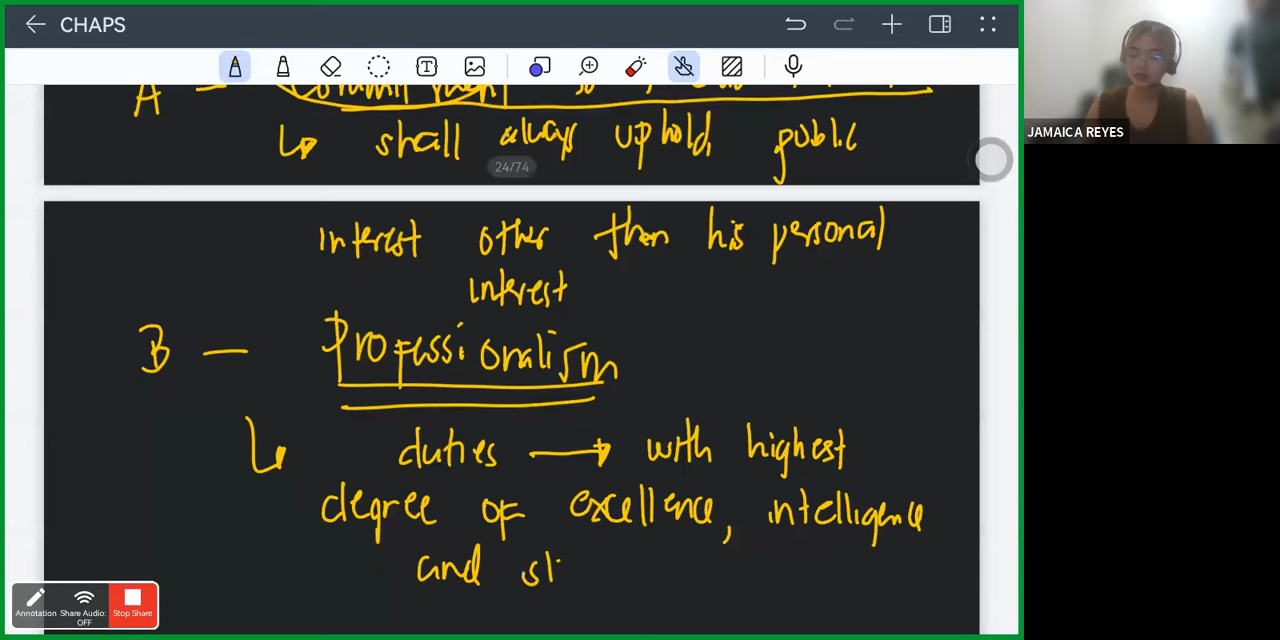 CHAPS
JAMAICA REYES
A - Commitment
↳ shall always uphold public
24/74
interest other than his personal
interest
B - Professionalism
↳ duties → with highest
degree of excellence, intelligence
and
Annotation Share Audio: OFF Stop Share